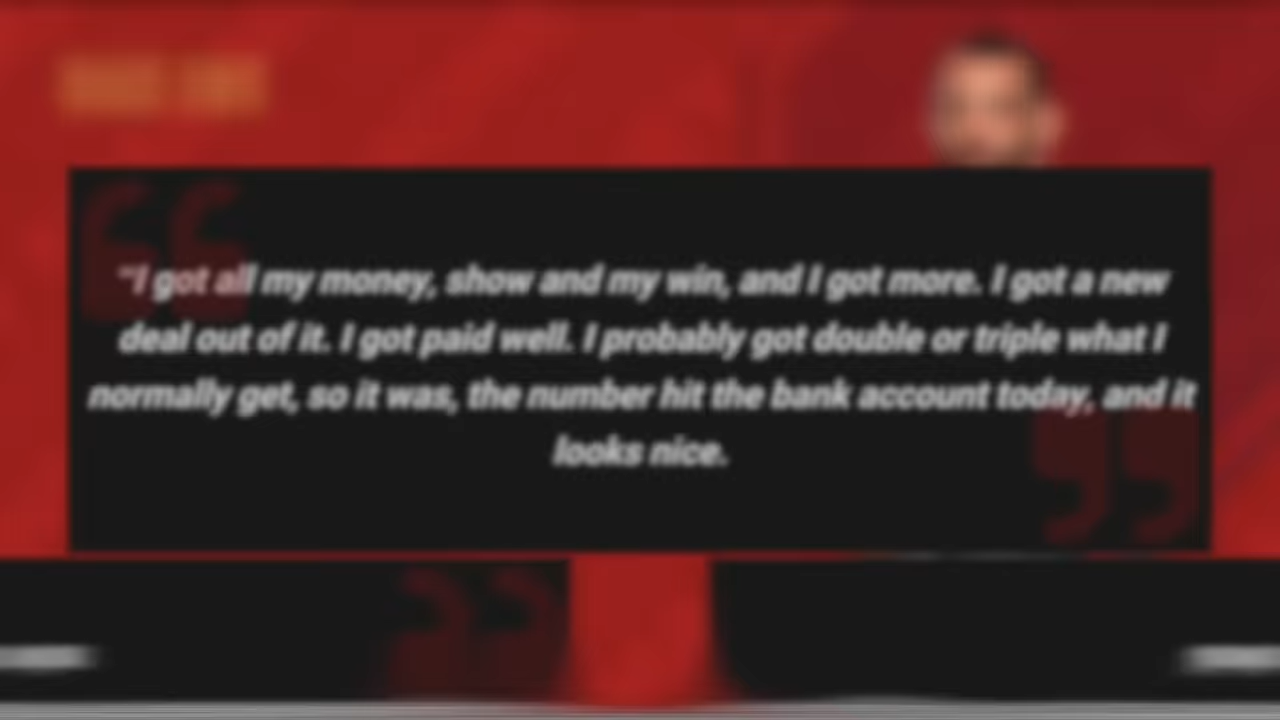 "I got all my money, show and my win, and I got more. I got a new
deal out of it. I got paid well. I probably got double or triple what I
normally get, so it was, the number hit the bank account today, and it
looks nice.